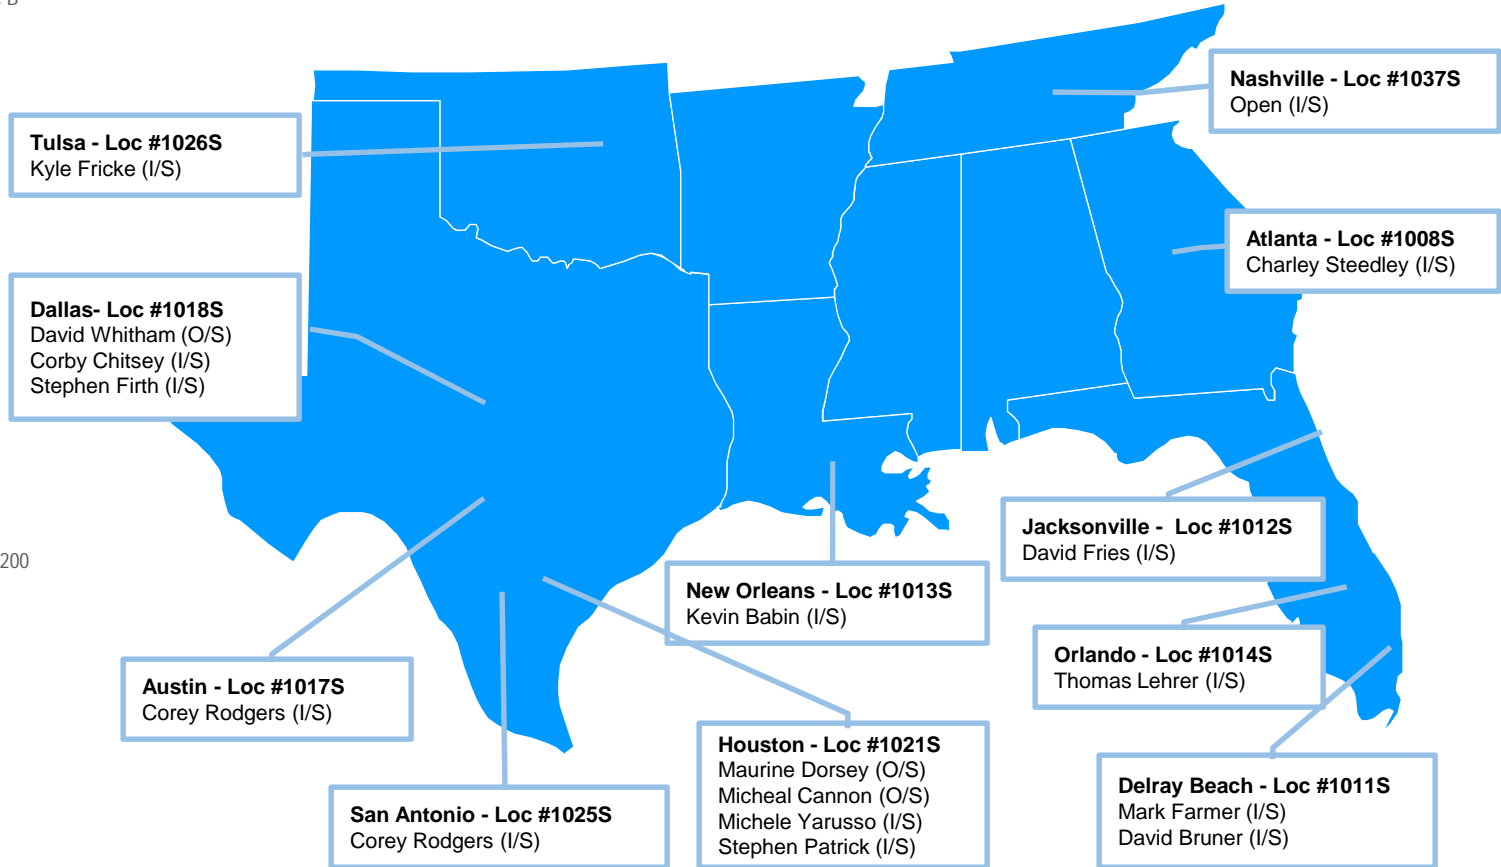 B
Nashville - Loc #1037S
Open (I/S)
Tulsa - Loc #1026S
Kyle Fricke (I/S)
Atlanta - Loc #1008S
Charley Steedley (I/S)
Dallas- Loc #1018S
David Whitham (O/S)
Corby Chitsey (I/S)
Stephen Firth (I/S)
Jacksonville - Loc #1012S
David Fries (I/S)
200
New Orleans - Loc #1013S
Kevin Babin (I/S)
Orlando - Loc #1014S
Thomas Lehrer (I/S)
Austin - Loc #1017S
Corey Rodgers (I/S)
Houston - Loc #1021S
Maurine Dorsey (O/S)
Micheal Cannon (O/S)
Michele Yarusso (I/S)
Stephen Patrick (I/S)
Delray Beach - Loc #1011S
Mark Farmer (I/S)
David Bruner (I/S)
San Antonio - Loc #1025S
Corey Rodgers (I/S)